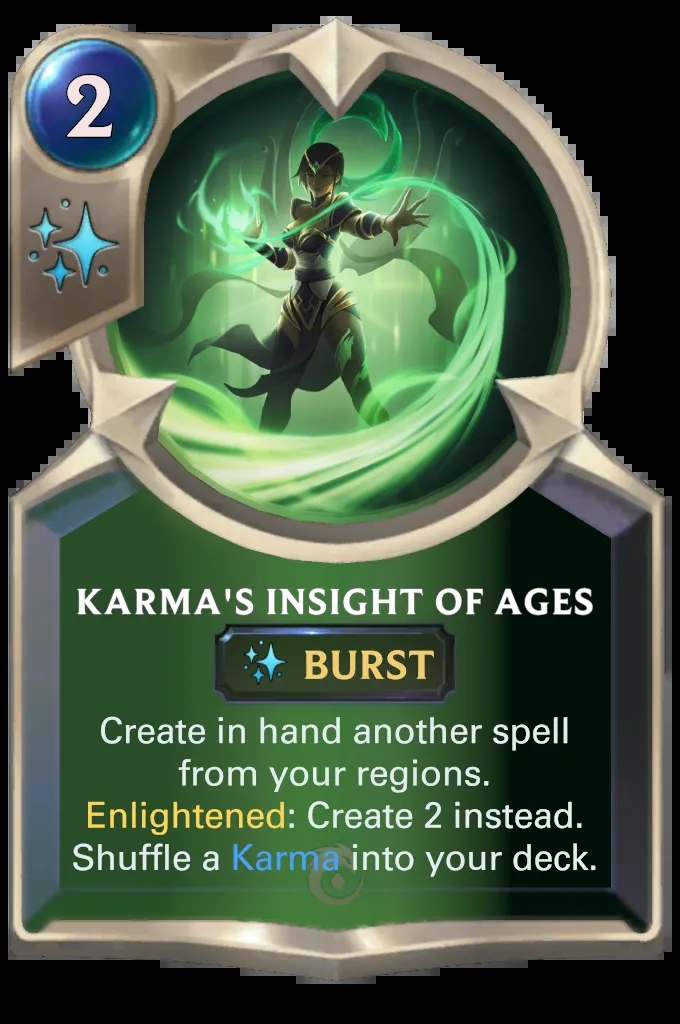 2
KARMA'S INSIGHT OF AGES
BURST
Create in hand another spell
from your regions.
Enlightened: Create 2 instead.
Shuffle a Karma into your deck.